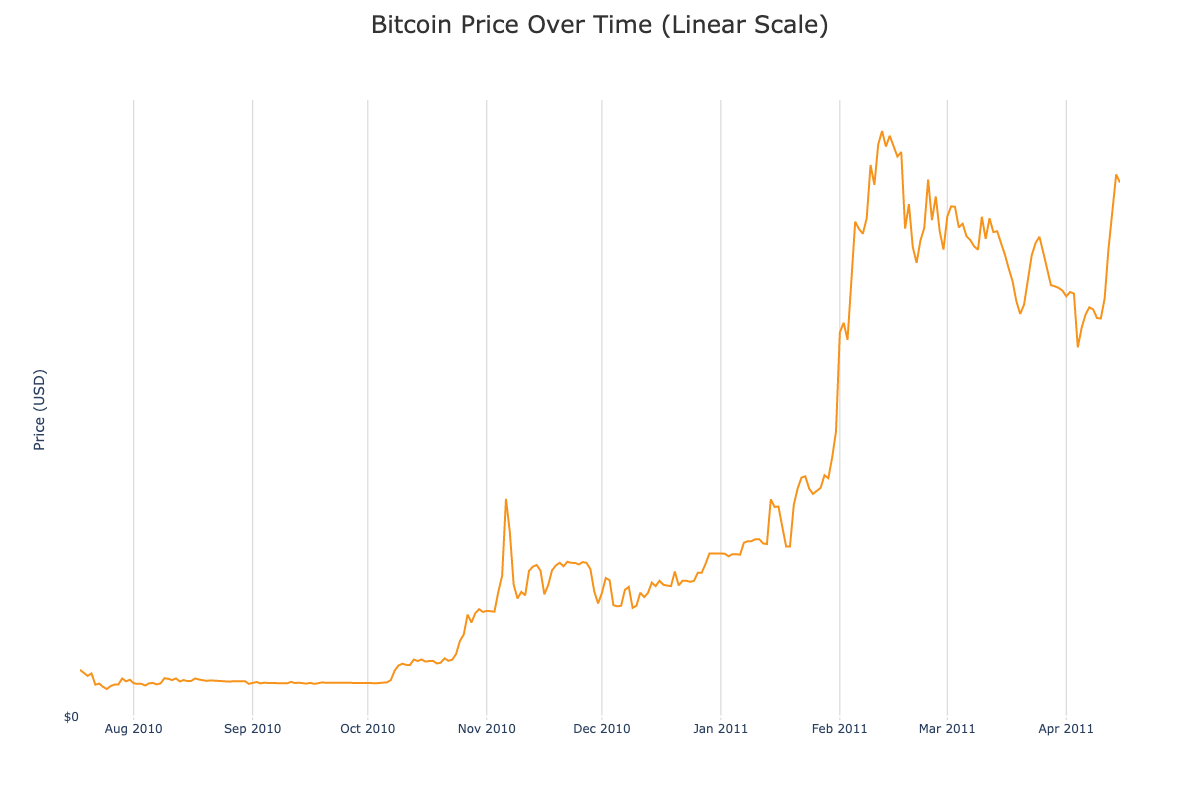 Bitcoin Price Over Time (Linear Scale)
Price (USD)
$0
Aug 2010
Sep 2010
Oct 2010
Nov 2010
Dec 2010
Jan 2011
Feb 2011
Mar 2011
Apr 2011